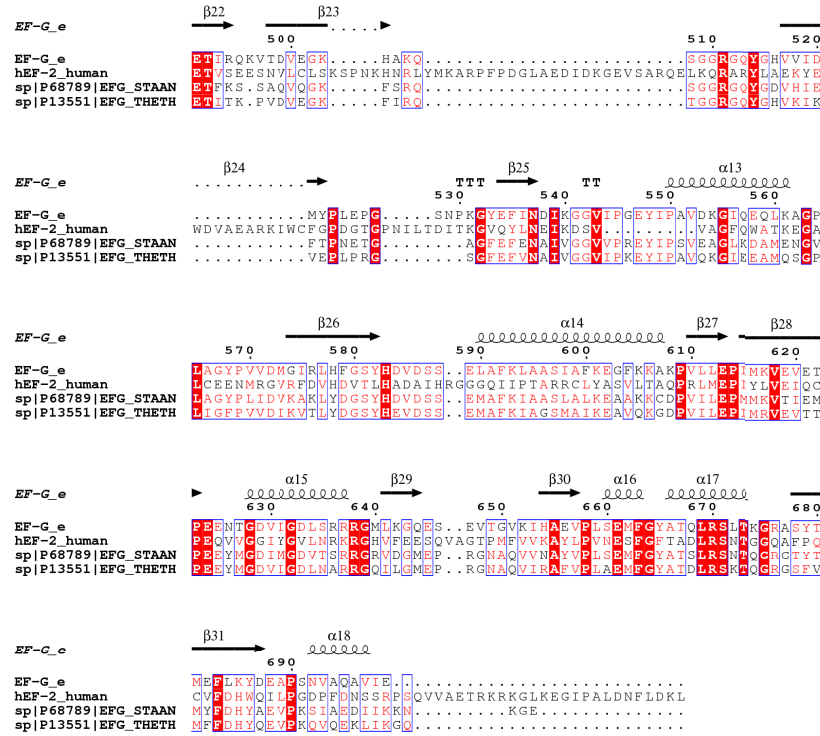 β22 β23
EF-G_e .....
500 510 520
EF-G_e ETIRQKVTDVEGK.....HAKQ.........................SGGRGQYGHVVID
hEF-2_human ETVSEESNVLCLSKSPNKHNRLYMKARPFPDGLAEDIDKGEVSARQELKQRARYLAEKYE
sp|P68789|EFG_STAAN ETFKS.SAQVQGK.....FSRQ.........................SGGRGQYGDVHIE
sp|P13551|EFG_THETH ETITK.PVDVEGK.....FIRQ.........................TGGRGQYGHVKIK
β24 β25 α13
EF-G_e ........... TTT TT
530 540 550 560
EF-G_e ...........MYPLEPG.....SNPKGYEFINDIKGGVIPGEYIPAVDKGIQEQLKAGP
hEF-2_human WDVAEARKIWCFGPDGTGPNILTDITKGVQYLNEIKDSV.........VAGFQWATKEGA
sp|P68789|EFG_STAAN ...........FTPNETG........AGFEFENAIVGGVVPREYIPSVEAGLKDAMENGP
sp|P13551|EFG_THETH ...........VEPLPRG........SGFEFVNAIVGGVIPKEYIPAVQKGIEEAMQSGP
β26 α14 β27 β28
EF-G_e
570 580 590 600 610 620
EF-G_e LAGYPVVDMGIRLHFGSYHDVDSS..ELAFKLAASIAFKEGFKKAKPVLLEPIMKVEVET
hEF-2_human LCEENMRGVRFDVHDVTLHADAIHRGGGQIIPTARRCLYASVLTAQPRLMEPIYLVEIQC
sp|P68789|EFG_STAAN LAGYPLIDVKAKLYDGSYHDVDSS..EMAFKIAASLALKEAAKKCDPVILEPMMKVTIEM
sp|P13551|EFG_THETH LIGFPVVDIKVTLYDGSYHEVDSS..EMAFKIAGSMAIKEAVQKGDPVILEPIMRVEVTT
α15 β29 β30 α16 α17
EF-G_e
630 640 650 660 670 680
EF-G_e PEENTGDVIGDLSRRRGMLKGQES..EVTGVKIHAEVPLSEMFGYATQLRSLTKGRASYT
hEF-2_human PEQVVGGIYGVLNRKRGHVFEESQVAGTPMFVVKAYLPVNESFGFTADLRSNTGGQAFPQ
sp|P68789|EFG_STAAN PEEYMGDIMGDVTSRRGRVDGMEP..RGNAQVVNAYVPLSEMFGYATSLRSNTQGRGTYT
sp|P13551|EFG_THETH PEEYMGDVIGDLNARRGQILGMEP..RGNAQVIRAFVPLAEMFGYATDLRSKTQGRGSFV
β31 α18
EF-G_e
690
EF-G_e MEFLKYDEAPSNVAQAVIE............................
hEF-2_human CVFDHWQILPGDPFDNSSRPSQVVAETRKRKGLKEGIPALDNFLDKL
sp|P68789|EFG_STAAN MYFDHYAEVPKSIAEDIIKKN.........KGE..............
sp|P13551|EFG_THETH MFFDHYQEVPKQVQEKLIKGQ..........................